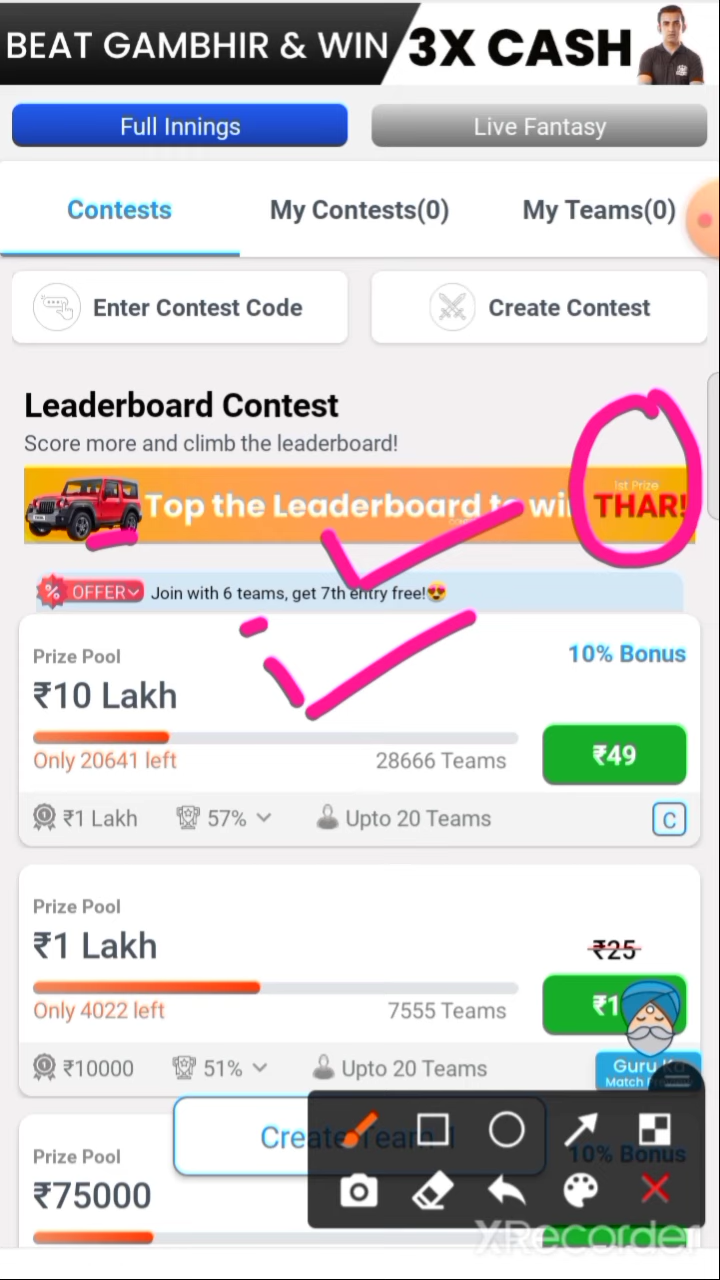 BEAT GAMBHIR & WIN 3X CASH
Full Innings
Live Fantasy
Contests
My Contests(0)
My Teams(0)
Enter Contest Code
Create Contest
Leaderboard Contest
Score more and climb the leaderboard!
Top the Leaderboard to win
1st Prize
THAR!
% OFFER
Join with 6 teams, get 7th entry free!😍
Prize Pool
10% Bonus
₹10 Lakh
₹49
Only 20641 left
28666 Teams
₹1 Lakh
57%
Upto 20 Teams
C
Prize Pool
₹1 Lakh
₹25
Only 4022 left
7555 Teams
₹10000
51%
Upto 20 Teams
Guru
Match
Create Team
Prize Pool
10% Bonus
₹75000
XRecorder